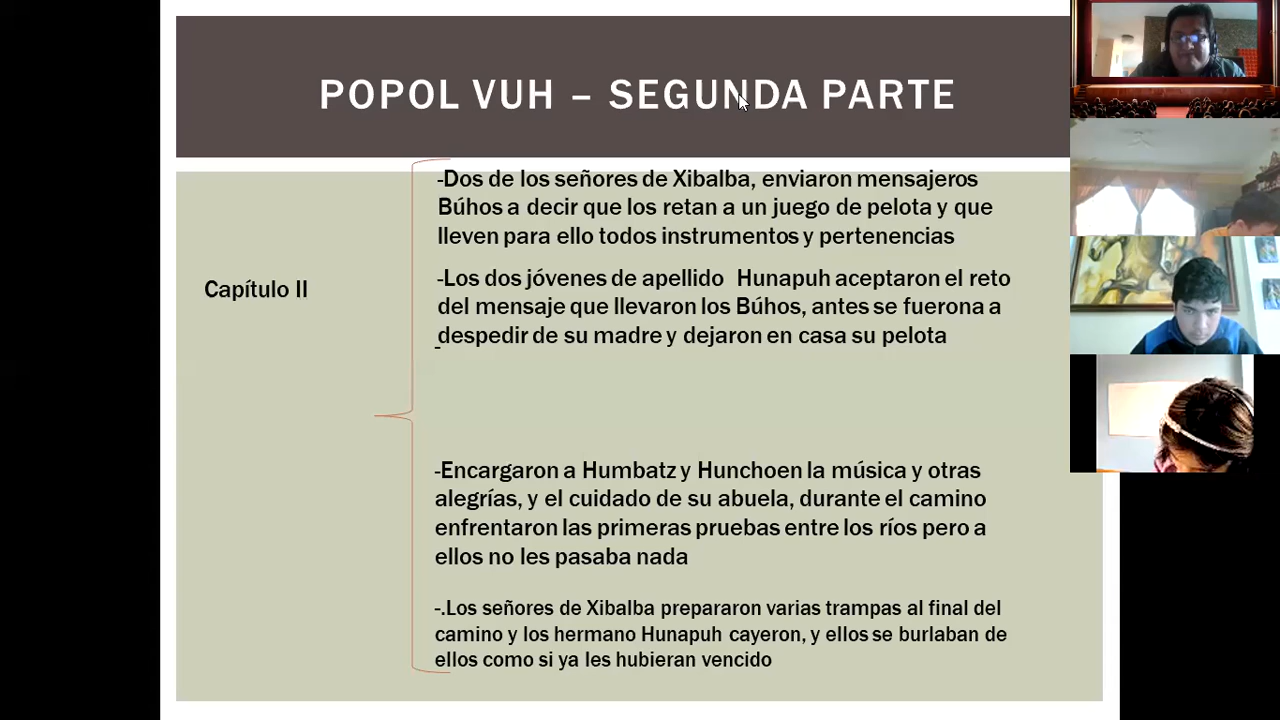 POPOL VUH – SEGUNDA PARTE
Capítulo II
-Dos de los señores de Xibalba, enviaron mensajeros
Búhos a decir que los retan a un juego de pelota y que
lleven para ello todos instrumentos y pertenencias
-Los dos jóvenes de apellido Hunapuh aceptaron el reto
del mensaje que llevaron los Búhos, antes se fuerona a
despedir de su madre y dejaron en casa su pelota
-
-Encargaron a Humbatz y Hunchoen la música y otras
alegrías, y el cuidado de su abuela, durante el camino
enfrentaron las primeras pruebas entre los ríos pero a
ellos no les pasaba nada
-.Los señores de Xibalba prepararon varias trampas al final del
camino y los hermano Hunapuh cayeron, y ellos se burlaban de
ellos como si ya les hubieran vencido